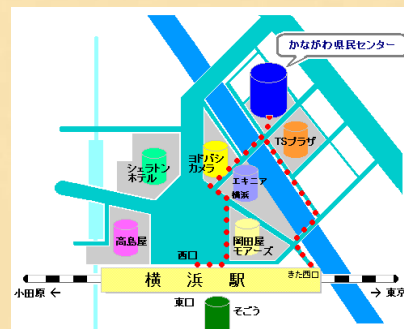 かながわ県民センター
TSプラザ
ヨドバシ
カメラ
シェラトン
ホテル
エキニア
横浜
高島屋
岡田屋
モアーズ
西口
きた西口
横浜駅
小田原 ←
→ 東京
東口
そごう